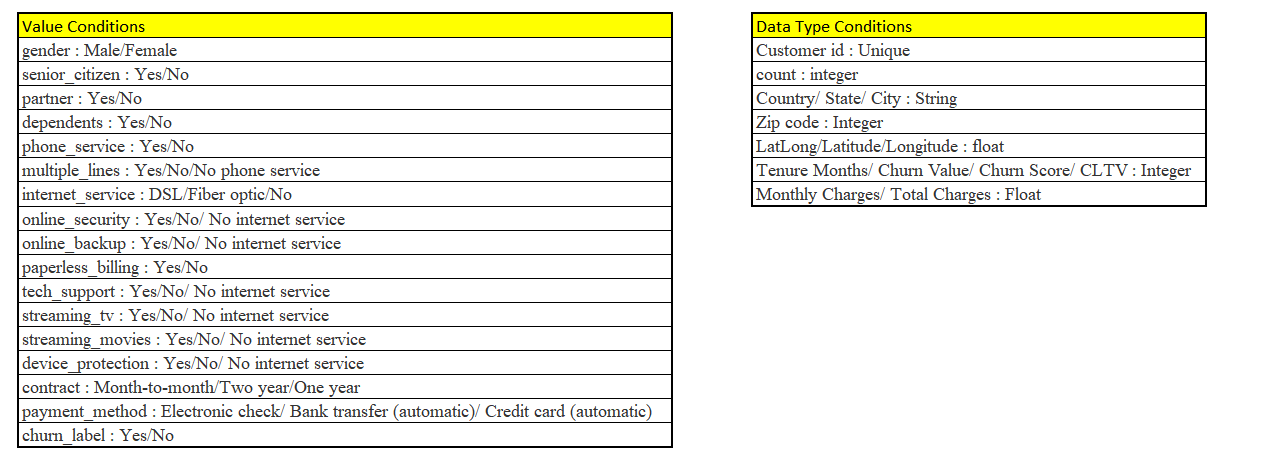 Value Conditions
gender : Male/Female
senior_citizen : Yes/No
partner : Yes/No
dependents : Yes/No
phone_service : Yes/No
multiple_lines : Yes/No/No phone service
internet_service : DSL/Fiber optic/No
online_security : Yes/No/ No internet service
online_backup : Yes/No/ No internet service
paperless_billing : Yes/No
tech_support : Yes/No/ No internet service
streaming_tv : Yes/No/ No internet service
streaming_movies : Yes/No/ No internet service
device_protection : Yes/No/ No internet service
contract : Month-to-month/Two year/One year
payment_method : Electronic check/ Bank transfer (automatic)/ Credit card (automatic)
churn_label : Yes/No
Data Type Conditions
Customer id : Unique
count : integer
Country/ State/ City : String
Zip code : Integer
LatLong/Latitude/Longitude : float
Tenure Months/ Churn Value/ Churn Score/ CLTV : Integer
Monthly Charges/ Total Charges : Float